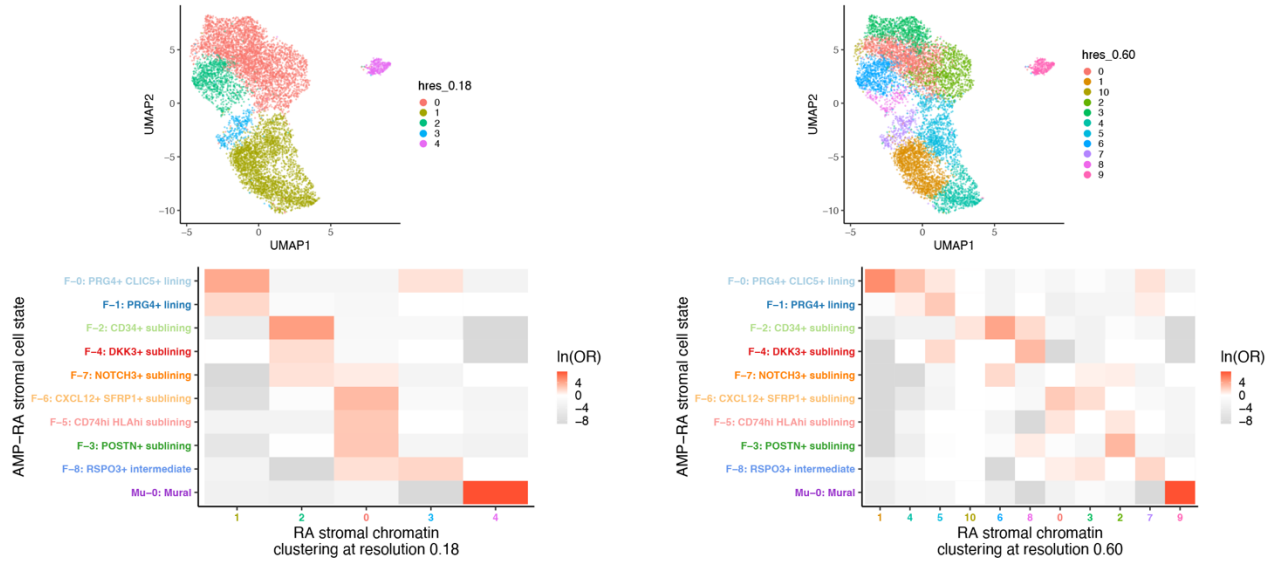 5
0
−5
−10
UMAP2
−5
0
5
UMAP1
hres_0.18
0
1
2
3
4
5
0
−5
−10
UMAP2
−5
0
5
UMAP1
hres_0.60
0
1
10
2
3
4
5
6
7
8
9
AMP−RA stromal cell state
F−0: PRG4+ CLIC5+ lining
F−1: PRG4+ lining
F−2: CD34+ sublining
F−4: DKK3+ sublining
F−7: NOTCH3+ sublining
F−6: CXCL12+ SFRP1+ sublining
F−5: CD74hi HLAhi sublining
F−3: POSTN+ sublining
F−8: RSPO3+ intermediate
Mu−0: Mural
1 2 0 3 4
RA stromal chromatin
clustering at resolution 0.18
ln(OR)
4
0
−4
−8
AMP−RA stromal cell state
F−0: PRG4+ CLIC5+ lining
F−1: PRG4+ lining
F−2: CD34+ sublining
F−4: DKK3+ sublining
F−7: NOTCH3+ sublining
F−6: CXCL12+ SFRP1+ sublining
F−5: CD74hi HLAhi sublining
F−3: POSTN+ sublining
F−8: RSPO3+ intermediate
Mu−0: Mural
1 4 5 10 6 8 0 3 2 7 9
RA stromal chromatin
clustering at resolution 0.60
ln(OR)
4
0
−4
−8